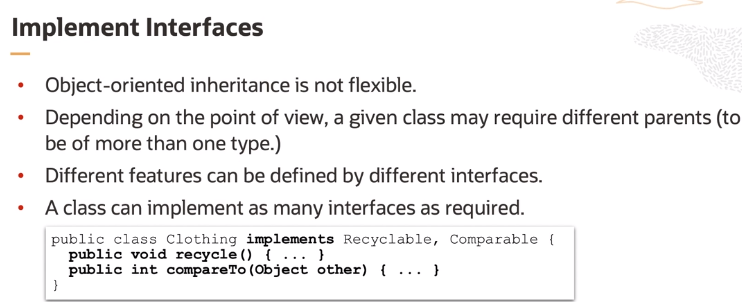 Implement Interfaces
• Object-oriented inheritance is not flexible.
• Depending on the point of view, a given class may require different parents (to
be of more than one type.)
• Different features can be defined by different interfaces.
• A class can implement as many interfaces as required.
public class Clothing implements Recyclable, Comparable {
  public void recycle() { ... }
  public int compareTo(Object other) { ... }
}